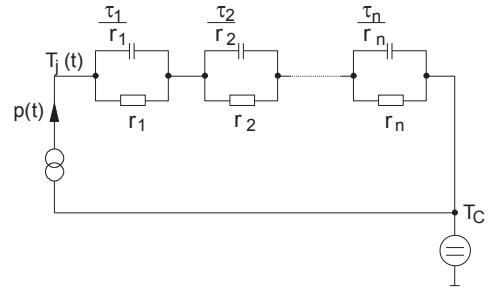 τ1/r1 τ2/r2 τn/rn
Tj (t)
r1 r2 rn
p(t)
TC